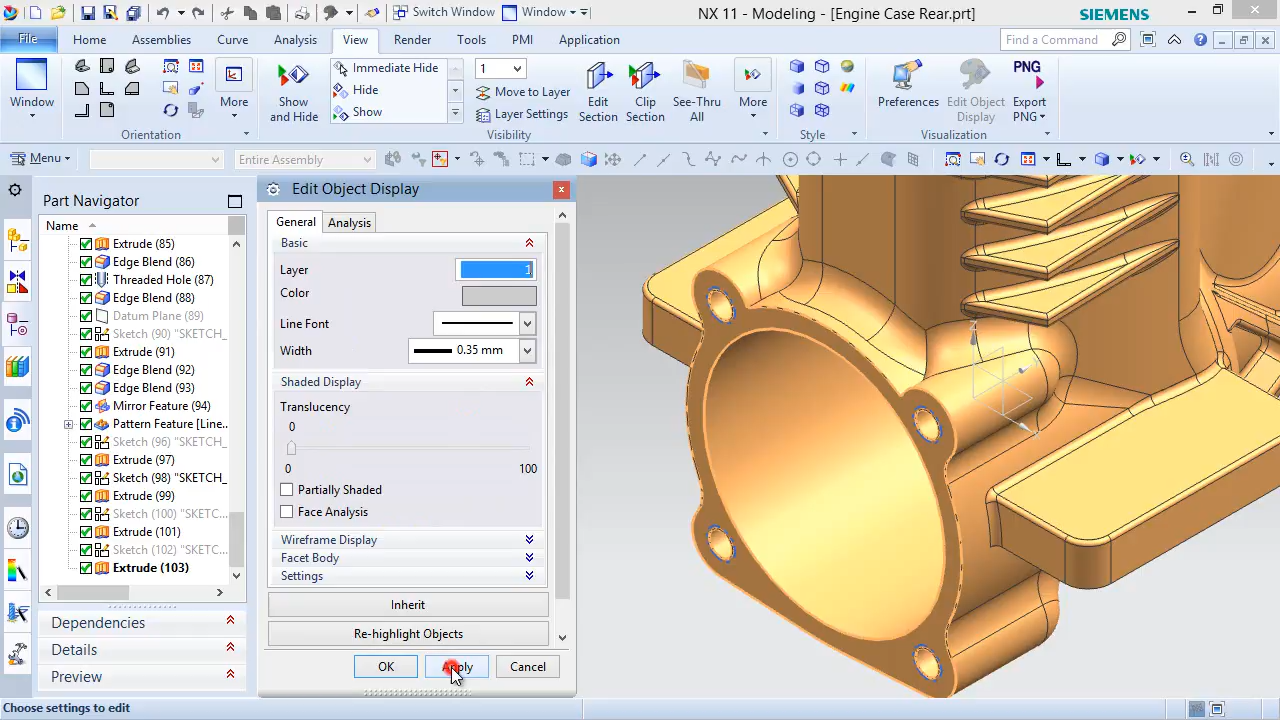 Switch Window
Window
NX 11 - Modeling - [Engine Case Rear.prt]
SIEMENS
File
Home
Assemblies
Curve
Analysis
View
Render
Tools
PMI
Application
Find a Command
Window
More
Orientation
Show and Hide
Immediate Hide
Hide
Show
1
Move to Layer
Layer Settings
Visibility
Edit Section
Clip Section
See-Thru All
More
Style
Preferences
Edit Object Display
PNG
Export PNG
Visualization
Menu
Entire Assembly
Part Navigator
Name
Extrude (85)
Edge Blend (86)
Threaded Hole (87)
Edge Blend (88)
Datum Plane (89)
Sketch (90) "SKETCH_
Extrude (91)
Edge Blend (92)
Edge Blend (93)
Mirror Feature (94)
Pattern Feature [Line...
Sketch (96) "SKETCH_
Extrude (97)
Sketch (98) "SKETCH_
Extrude (99)
Sketch (100) "SKETC...
Extrude (101)
Sketch (102) "SKETC...
Extrude (103)
Dependencies
Details
Preview
Edit Object Display
General
Analysis
Basic
Layer
1
Color
Line Font
Width
0.35 mm
Shaded Display
Translucency
0
0
100
Partially Shaded
Face Analysis
Wireframe Display
Facet Body
Settings
Inherit
Re-highlight Objects
OK
Apply
Cancel
Z
Choose settings to edit